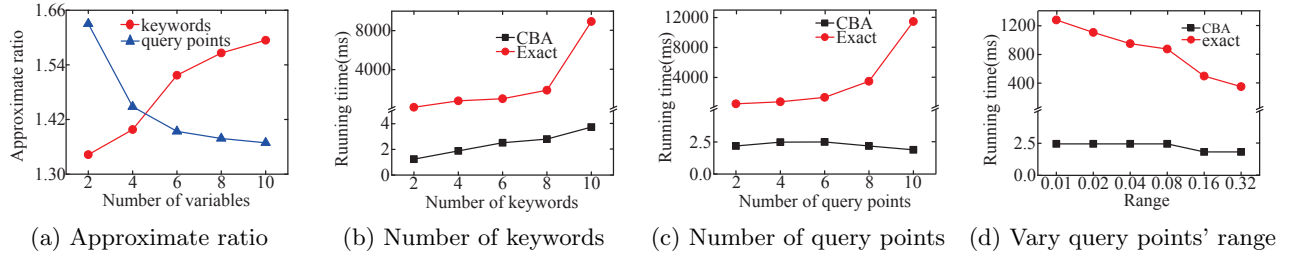 1.66
1.54
1.42
1.30
Approximate ratio
keywords
query points
2 4 6 8 10
Number of variables
(a) Approximate ratio
8000
4000
4
2
0
Running tiime(ms)
CBA
Exact
2 4 6 8 10
Number of keywords
(b) Number of keywords
12000
8000
4000
2.5
0.0
Running time(ms)
CBA
Exact
2 4 6 8 10
Number of query points
(c) Number of query points
1200
800
400
2.5
0.0
Running time(ms)
CBA
exact
0.01 0.02 0.04 0.08 0.16 0.32
Range
(d) Vary query points' range